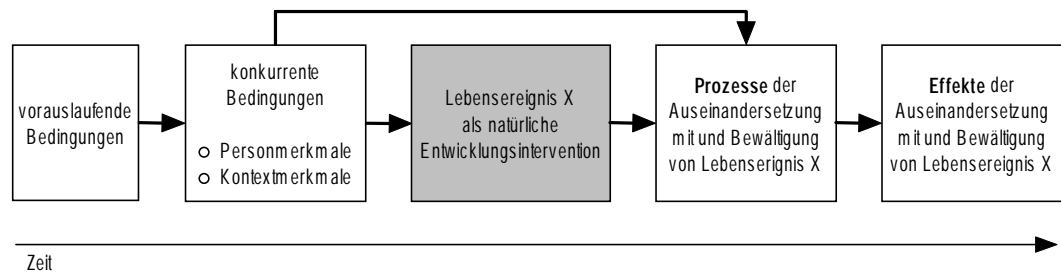 vorauslaufende
Bedingungen
konkurrente
Bedingungen
o Personmerkmale
o Kontextmerkmale
Lebensereignis X
als natürliche
Entwicklungsintervention
Prozesse der
Auseinandersetzung
mit und Bewältigung
von Lebenserignis X
Effekte der
Auseinandersetzung
mit und Bewältigung
von Lebensereignis X
Zeit